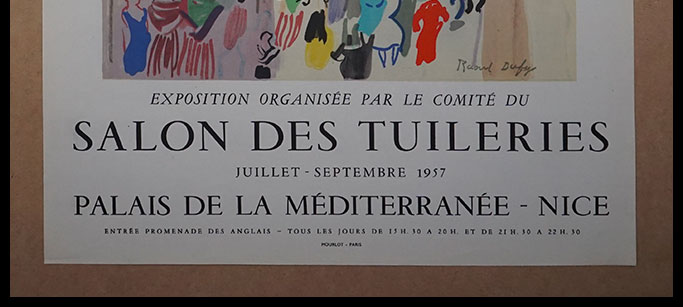 Raoul Dufy
EXPOSITION ORGANISÉE PAR LE COMITÉ DU
SALON DES TUILERIES
JUILLET - SEPTEMBRE 1957
PALAIS DE LA MÉDITERRANÉE - NICE
ENTRÉE PROMENADE DES ANGLAIS – TOUS LES JOURS DE 15 H. 30 A 20 H. ET DE 21 H. 30 A 22 H. 30
MOURLOT - PARIS